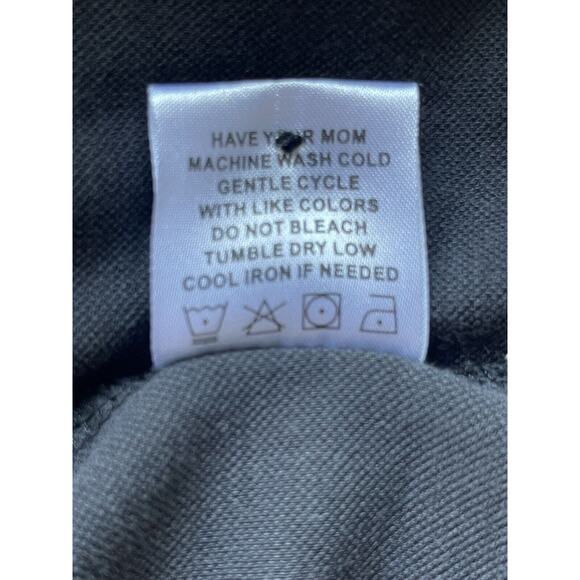 HAVE YOUR MOM
MACHINE WASH COLD
GENTLE CYCLE
WITH LIKE COLORS
DO NOT BLEACH
TUMBLE DRY LOW
COOL IRON IF NEEDED